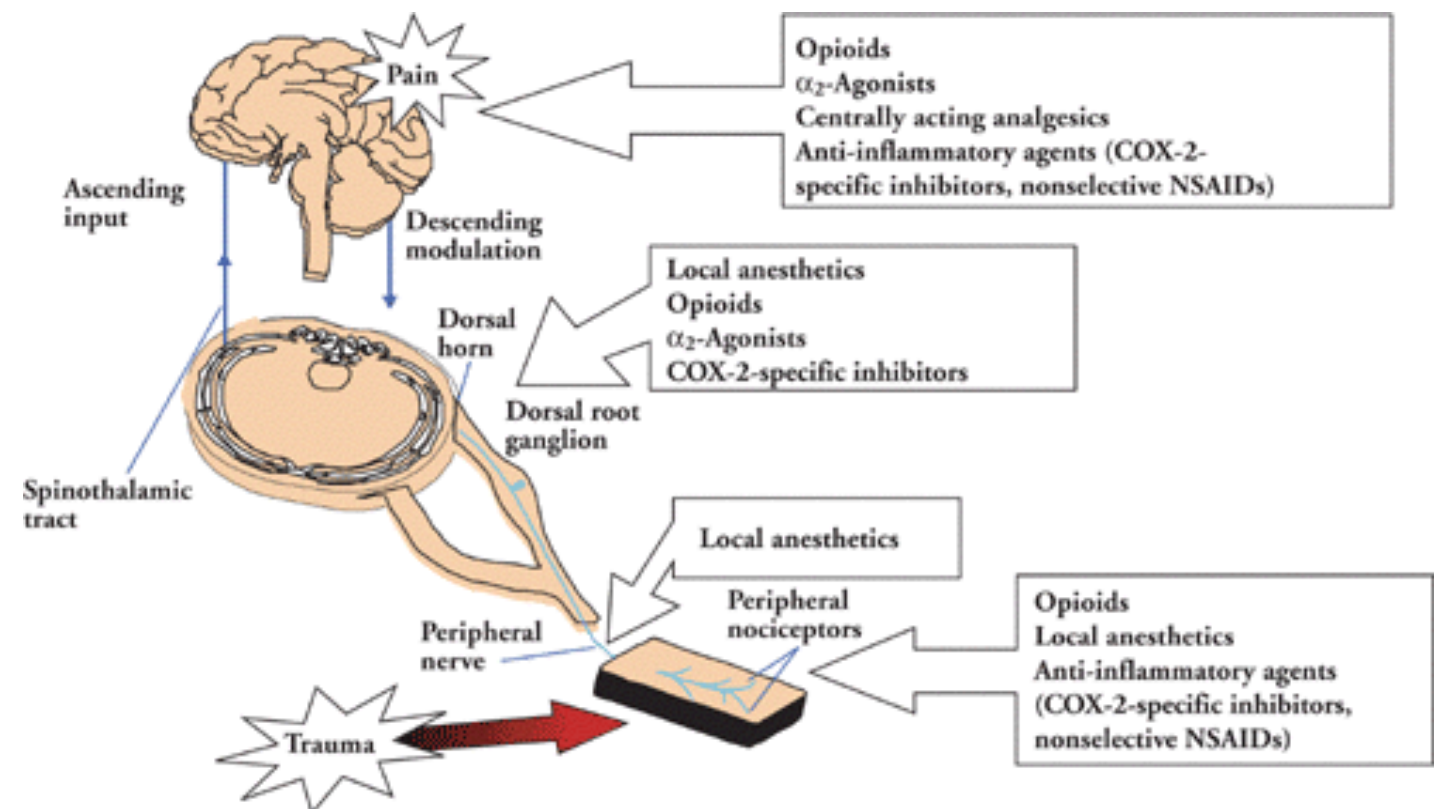 Pain
Opioids
α₂-Agonists
Centrally acting analgesics
Anti-inflammatory agents (COX-2-
specific inhibitors, nonselective NSAIDs)
Ascending
input
Descending
modulation
Local anesthetics
Opioids
α₂-Agonists
COX-2-specific inhibitors
Dorsal
horn
Dorsal root
ganglion
Spinothalamic
tract
Local anesthetics
Peripheral
nerve
Peripheral
nociceptors
Opioids
Local anesthetics
Anti-inflammatory agents
(COX-2-specific inhibitors,
nonselective NSAIDs)
Trauma